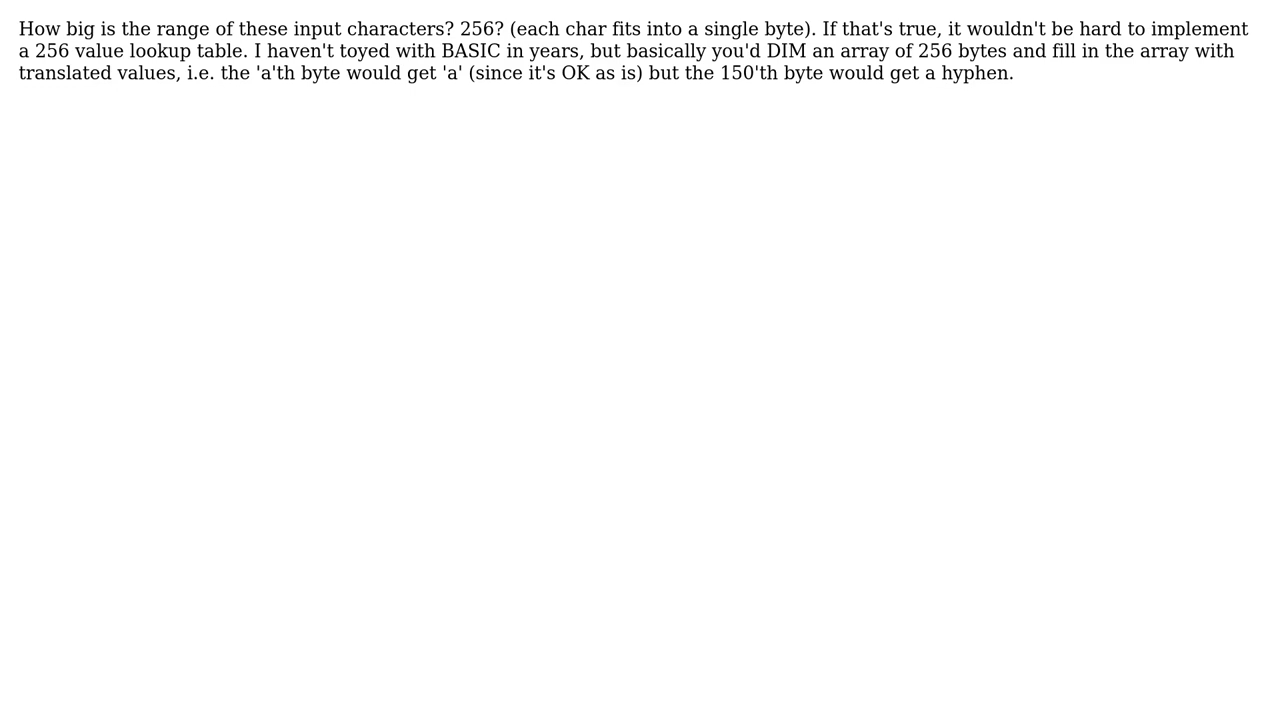 How big is the range of these input characters? 256? (each char fits into a single byte). If that's true, it wouldn't be hard to implement
a 256 value lookup table. I haven't toyed with BASIC in years, but basically you'd DIM an array of 256 bytes and fill in the array with
translated values, i.e. the 'a'th byte would get 'a' (since it's OK as is) but the 150'th byte would get a hyphen.